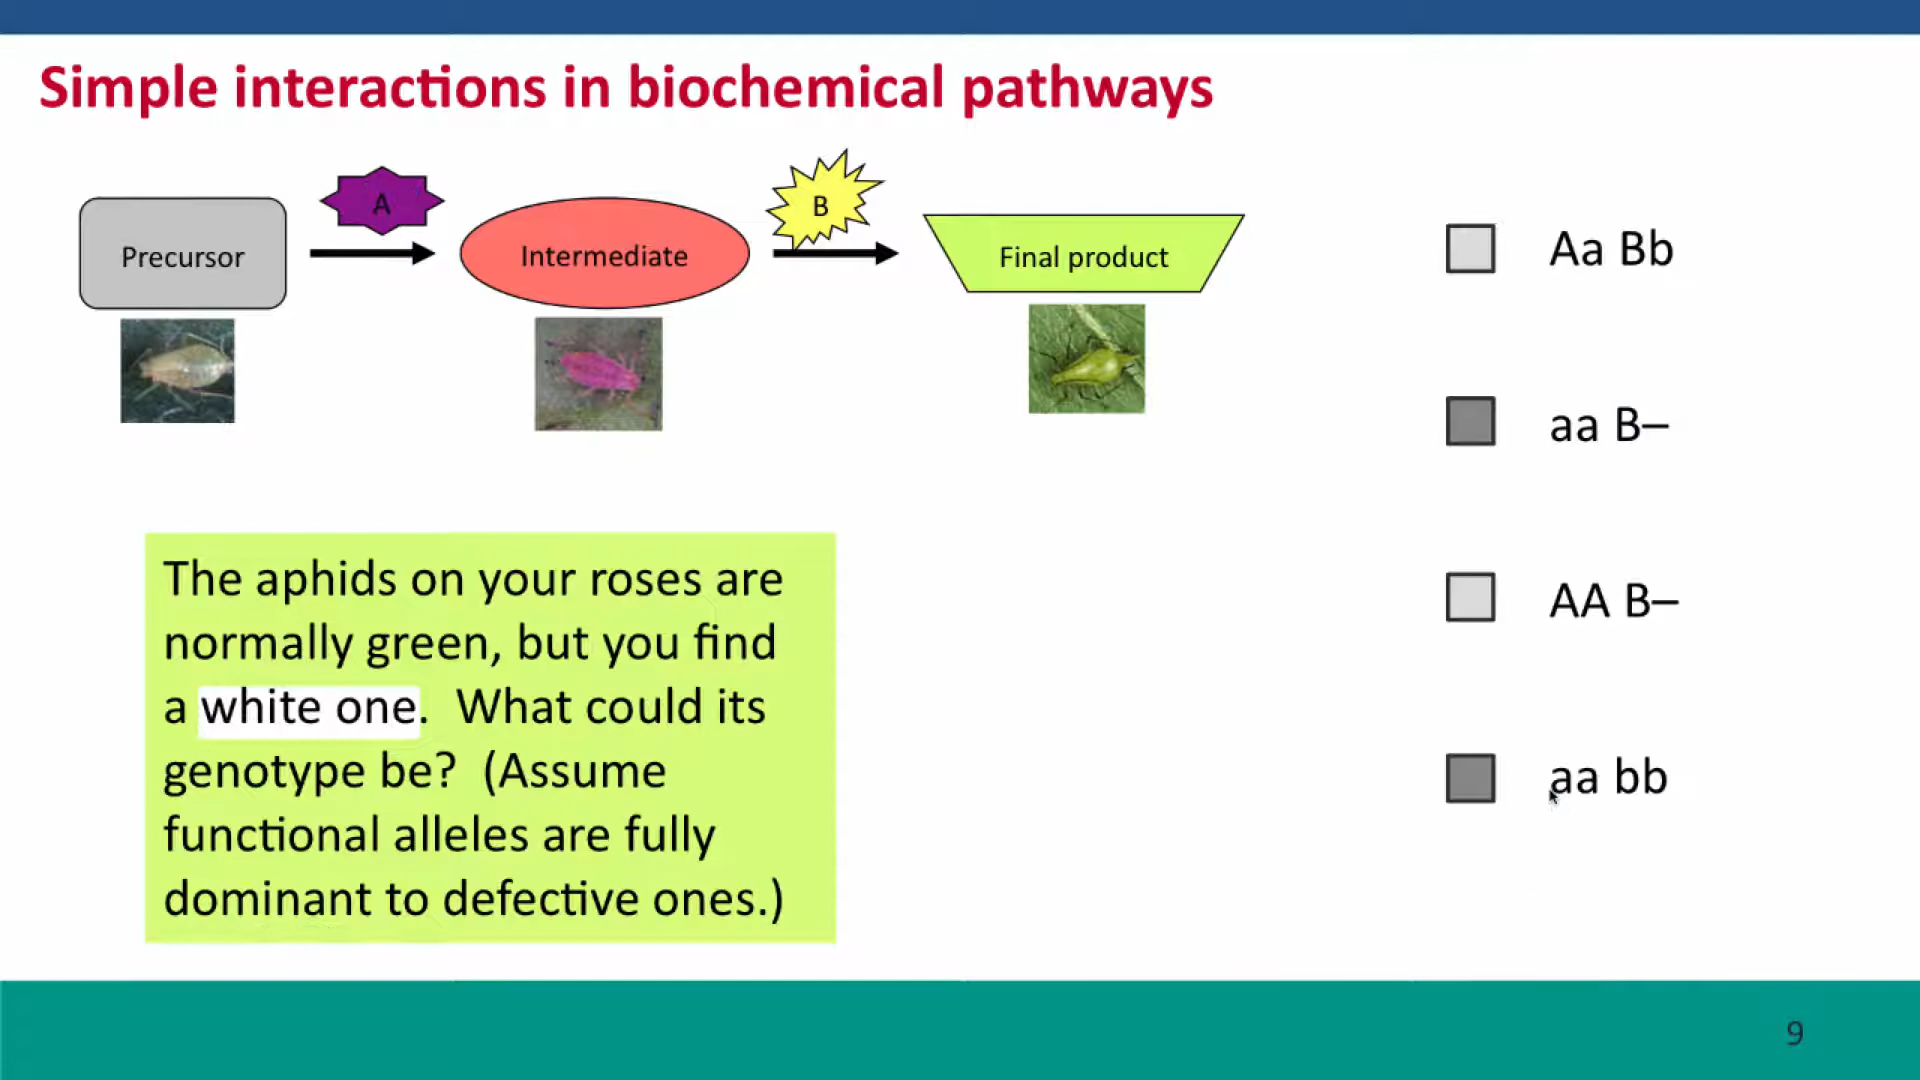 Simple interactions in biochemical pathways
A
B
Precursor
Intermediate
Final product
Aa Bb
aa B–
AA B–
aa bb
The aphids on your roses are
normally green, but you find
a white one. What could its
genotype be? (Assume
functional alleles are fully
dominant to defective ones.)
9